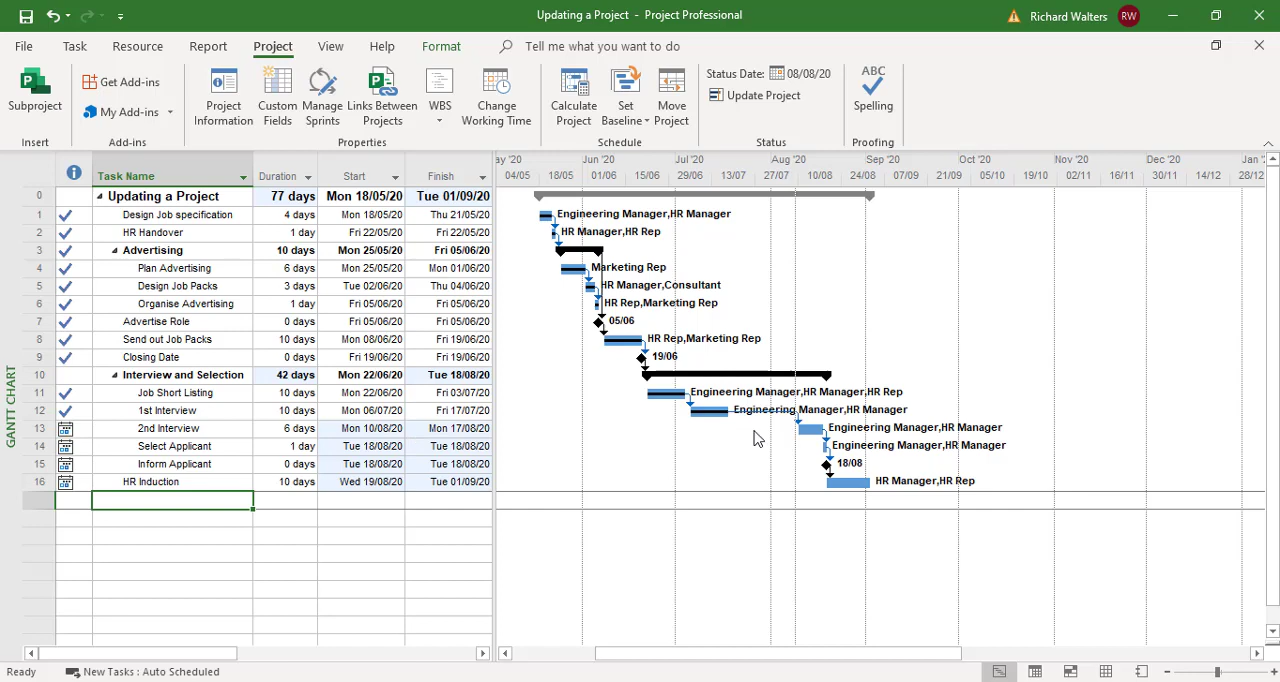 Updating a Project - Project Professional
Richard Walters RW
File Task Resource Report Project View Help Format Tell me what you want to do
Subproject
Insert
Get Add-ins
My Add-ins
Add-ins
Project Information
Custom Fields
Manage Sprints
Links Between Projects
WBS
Change Working Time
Properties
Calculate Project
Set Baseline
Move Project
Schedule
Status Date: 08/08/20
Update Project
Status
ABC
Spelling
Proofing
ay '20 Jun '20 Jul '20 Aug '20 Sep '20 Oct '20 Nov '20 Dec '20 Jan '
Task Name Duration Start Finish 04/05 18/05 01/06 15/06 29/06 13/07 27/07 10/08 24/08 07/09 21/09 05/10 19/10 02/11 16/11 30/11 14/12 28/12
0 Updating a Project 77 days Mon 18/05/20 Tue 01/09/20
1 Design Job specification 4 days Mon 18/05/20 Thu 21/05/20 Engineering Manager,HR Manager
2 HR Handover 1 day Fri 22/05/20 Fri 22/05/20 HR Manager,HR Rep
3 Advertising 10 days Mon 25/05/20 Fri 05/06/20
4 Plan Advertising 6 days Mon 25/05/20 Mon 01/06/20 Marketing Rep
5 Design Job Packs 3 days Tue 02/06/20 Thu 04/06/20 HR Manager,Consultant
6 Organise Advertising 1 day Fri 05/06/20 Fri 05/06/20 HR Rep,Marketing Rep
7 Advertise Role 0 days Fri 05/06/20 Fri 05/06/20 05/06
8 Send out Job Packs 10 days Mon 08/06/20 Fri 19/06/20 HR Rep,Marketing Rep
9 Closing Date 0 days Fri 19/06/20 Fri 19/06/20 19/06
10 Interview and Selection 42 days Mon 22/06/20 Tue 18/08/20
11 Job Short Listing 10 days Mon 22/06/20 Fri 03/07/20 Engineering Manager,HR Manager,HR Rep
12 1st Interview 10 days Mon 06/07/20 Fri 17/07/20 Engineering Manager,HR Manager
13 2nd Interview 6 days Mon 10/08/20 Mon 17/08/20 Engineering Manager,HR Manager
14 Select Applicant 1 day Tue 18/08/20 Tue 18/08/20 Engineering Manager,HR Manager
15 Inform Applicant 0 days Tue 18/08/20 Tue 18/08/20 18/08
16 HR Induction 10 days Wed 19/08/20 Tue 01/09/20 HR Manager,HR Rep
GANTT CHART
Ready New Tasks : Auto Scheduled